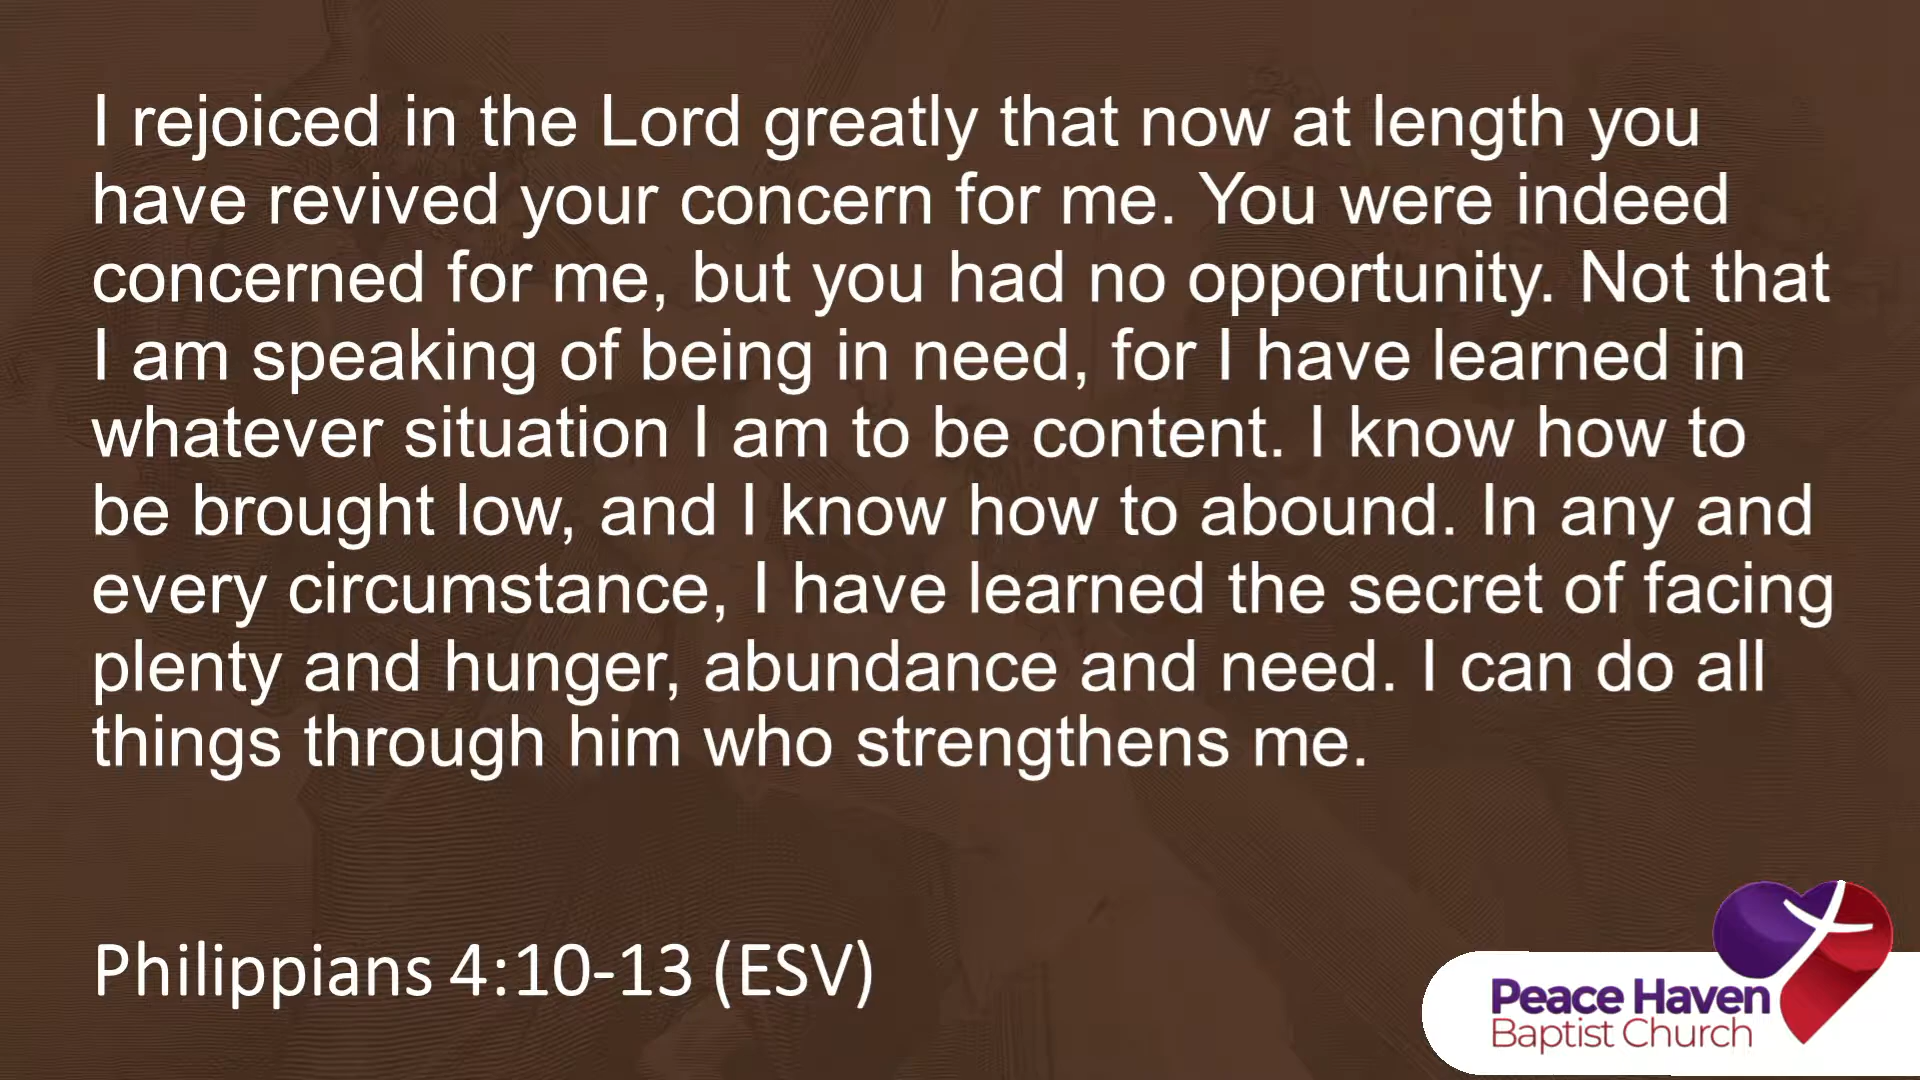 I rejoiced in the Lord greatly that now at length you
have revived your concern for me. You were indeed
concerned for me, but you had no opportunity. Not that
I am speaking of being in need, for I have learned in
whatever situation I am to be content. I know how to
be brought low, and I know how to abound. In any and
every circumstance, I have learned the secret of facing
plenty and hunger, abundance and need. I can do all
things through him who strengthens me.
Philippians 4:10-13 (ESV)
Peace Haven
Baptist Church